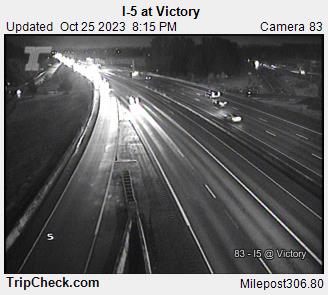 I-5 at Victory
Updated  Oct 25 2023  8:15 PM
Camera 83
T
S
83 - I5 @ Victory
TripCheck.com
Milepost306.80